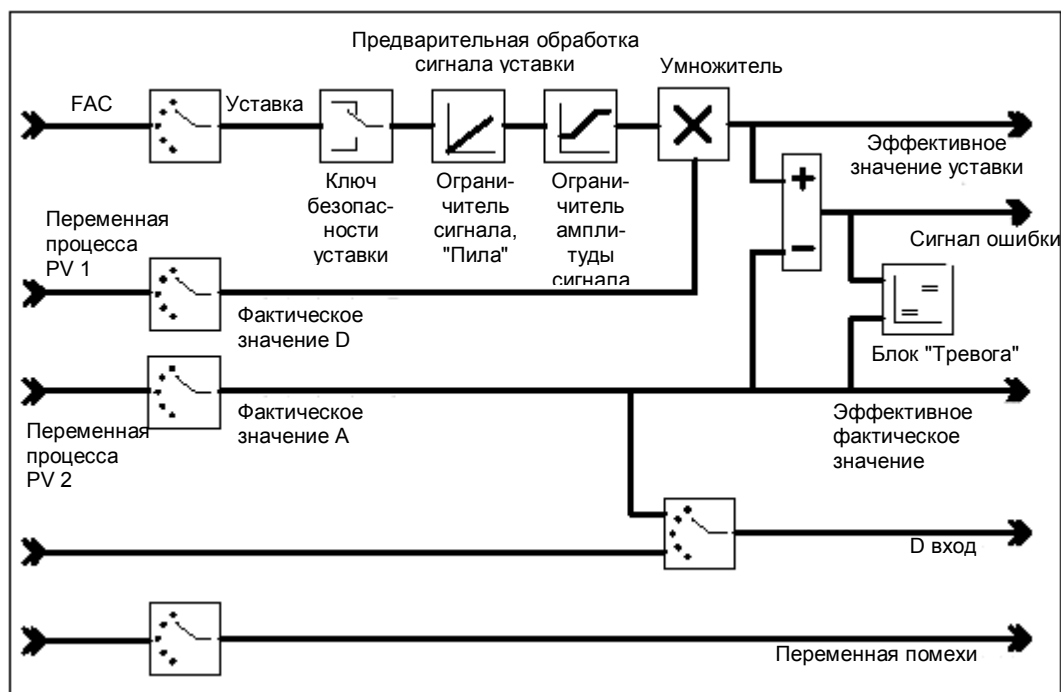 Предварительная обработка
сигнала уставки
Умножитель
FAC
Уставка
Эффективное
значение уставки
Ключ
безопас-
ности
уставки
Ограни-
читель
сигнала,
"Пила"
Ограни-
читель
ампли-
туды
сигнала
Сигнал ошибки
Переменная
процесса
PV 1
Фактическое
значение D
Блок "Тревога"
Переменная
процесса
PV 2
Фактическое
значение А
Эффективное
фактическое
значение
D вход
Переменная помехи